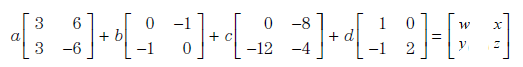 a[3 6; 3 −6] + b[0 −1; −1 0] + c[0 −8; −12 −4] + d[1 0; −1 2] = [w x; y z]